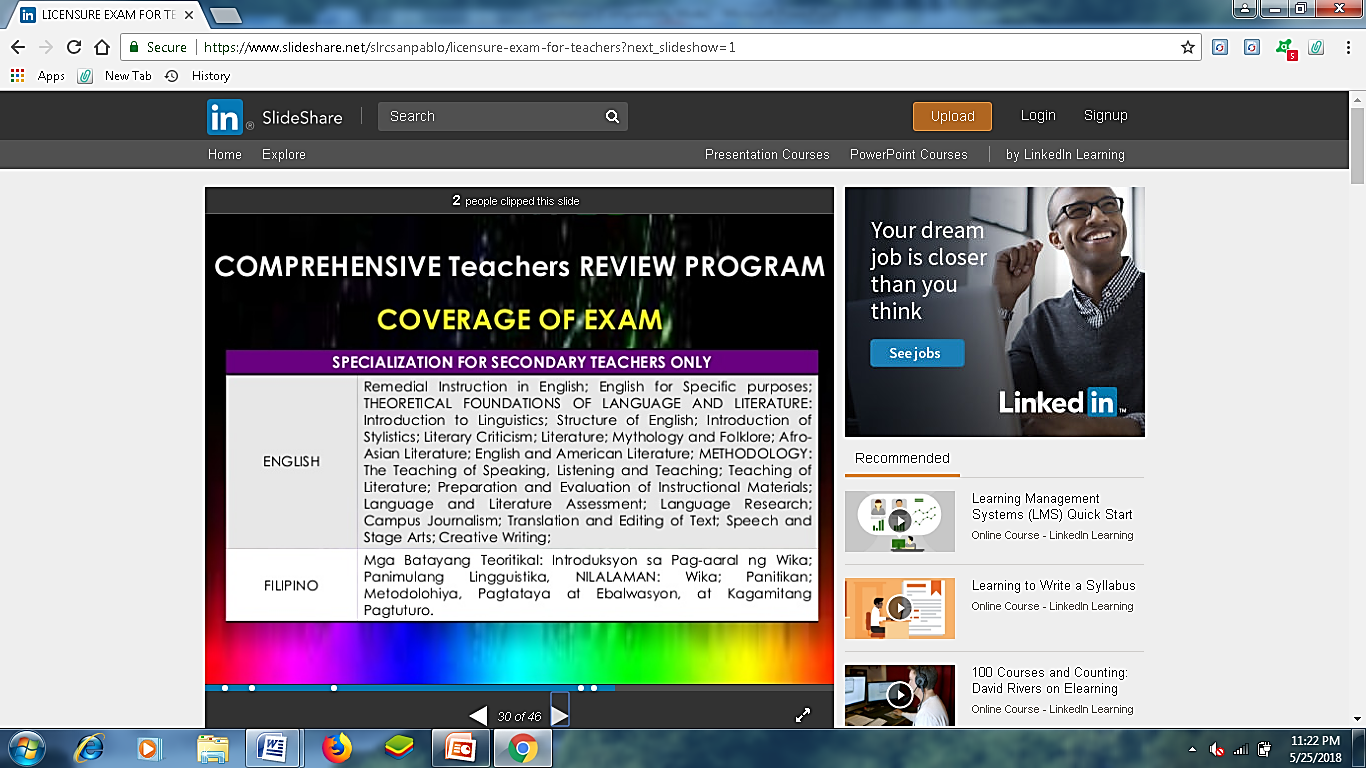 LICENSURE EXAM FOR TE
Secure https://www.slideshare.net/slrcsanpablo/licensure-exam-for-teachers?next_slideshow=1
5
Apps New Tab History
in ® SlideShare Search Upload Login Signup
Home Explore Presentation Courses PowerPoint Courses by LinkedIn Learning
2 people clipped this slide
COMPREHENSIVE Teachers REVIEW PROGRAM
COVERAGE OF EXAM
SPECIALIZATION FOR SECONDARY TEACHERS ONLY
ENGLISH
Remedial Instruction in English; English for Specific purposes;
THEORETICAL FOUNDATIONS OF LANGUAGE AND LITERATURE:
Introduction to Linguistics; Structure of English; Introduction of
Stylistics; Literary Criticism; Literature; Mythology and Folklore; Afro-
Asian Literature; English and American Literature; METHODOLOGY:
The Teaching of Speaking, Listening and Teaching; Teaching of
Literature; Preparation and Evaluation of Instructional Materials;
Language and Literature Assessment; Language Research;
Campus Journalism; Translation and Editing of Text; Speech and
Stage Arts; Creative Writing;
FILIPINO
Mga Batayang Teoritikal: Introduksyon sa Pag-aaral ng Wika;
Panimulang Lingguistika, NILALAMAN: Wika; Panitikan;
Metodolohiya, Pagtataya at Ebalwasyon, at Kagamitang
Pagtuturo.
30 of 46
Your dream
job is closer
than you
think
See jobs
Linked in ™
Recommended
Learning Management
Systems (LMS) Quick Start
Online Course - LinkedIn Learning
Learning to Write a Syllabus
Online Course - LinkedIn Learning
100 Courses and Counting:
David Rivers on Elearning
Online Course - LinkedIn Learning
11:22 PM
5/25/2018